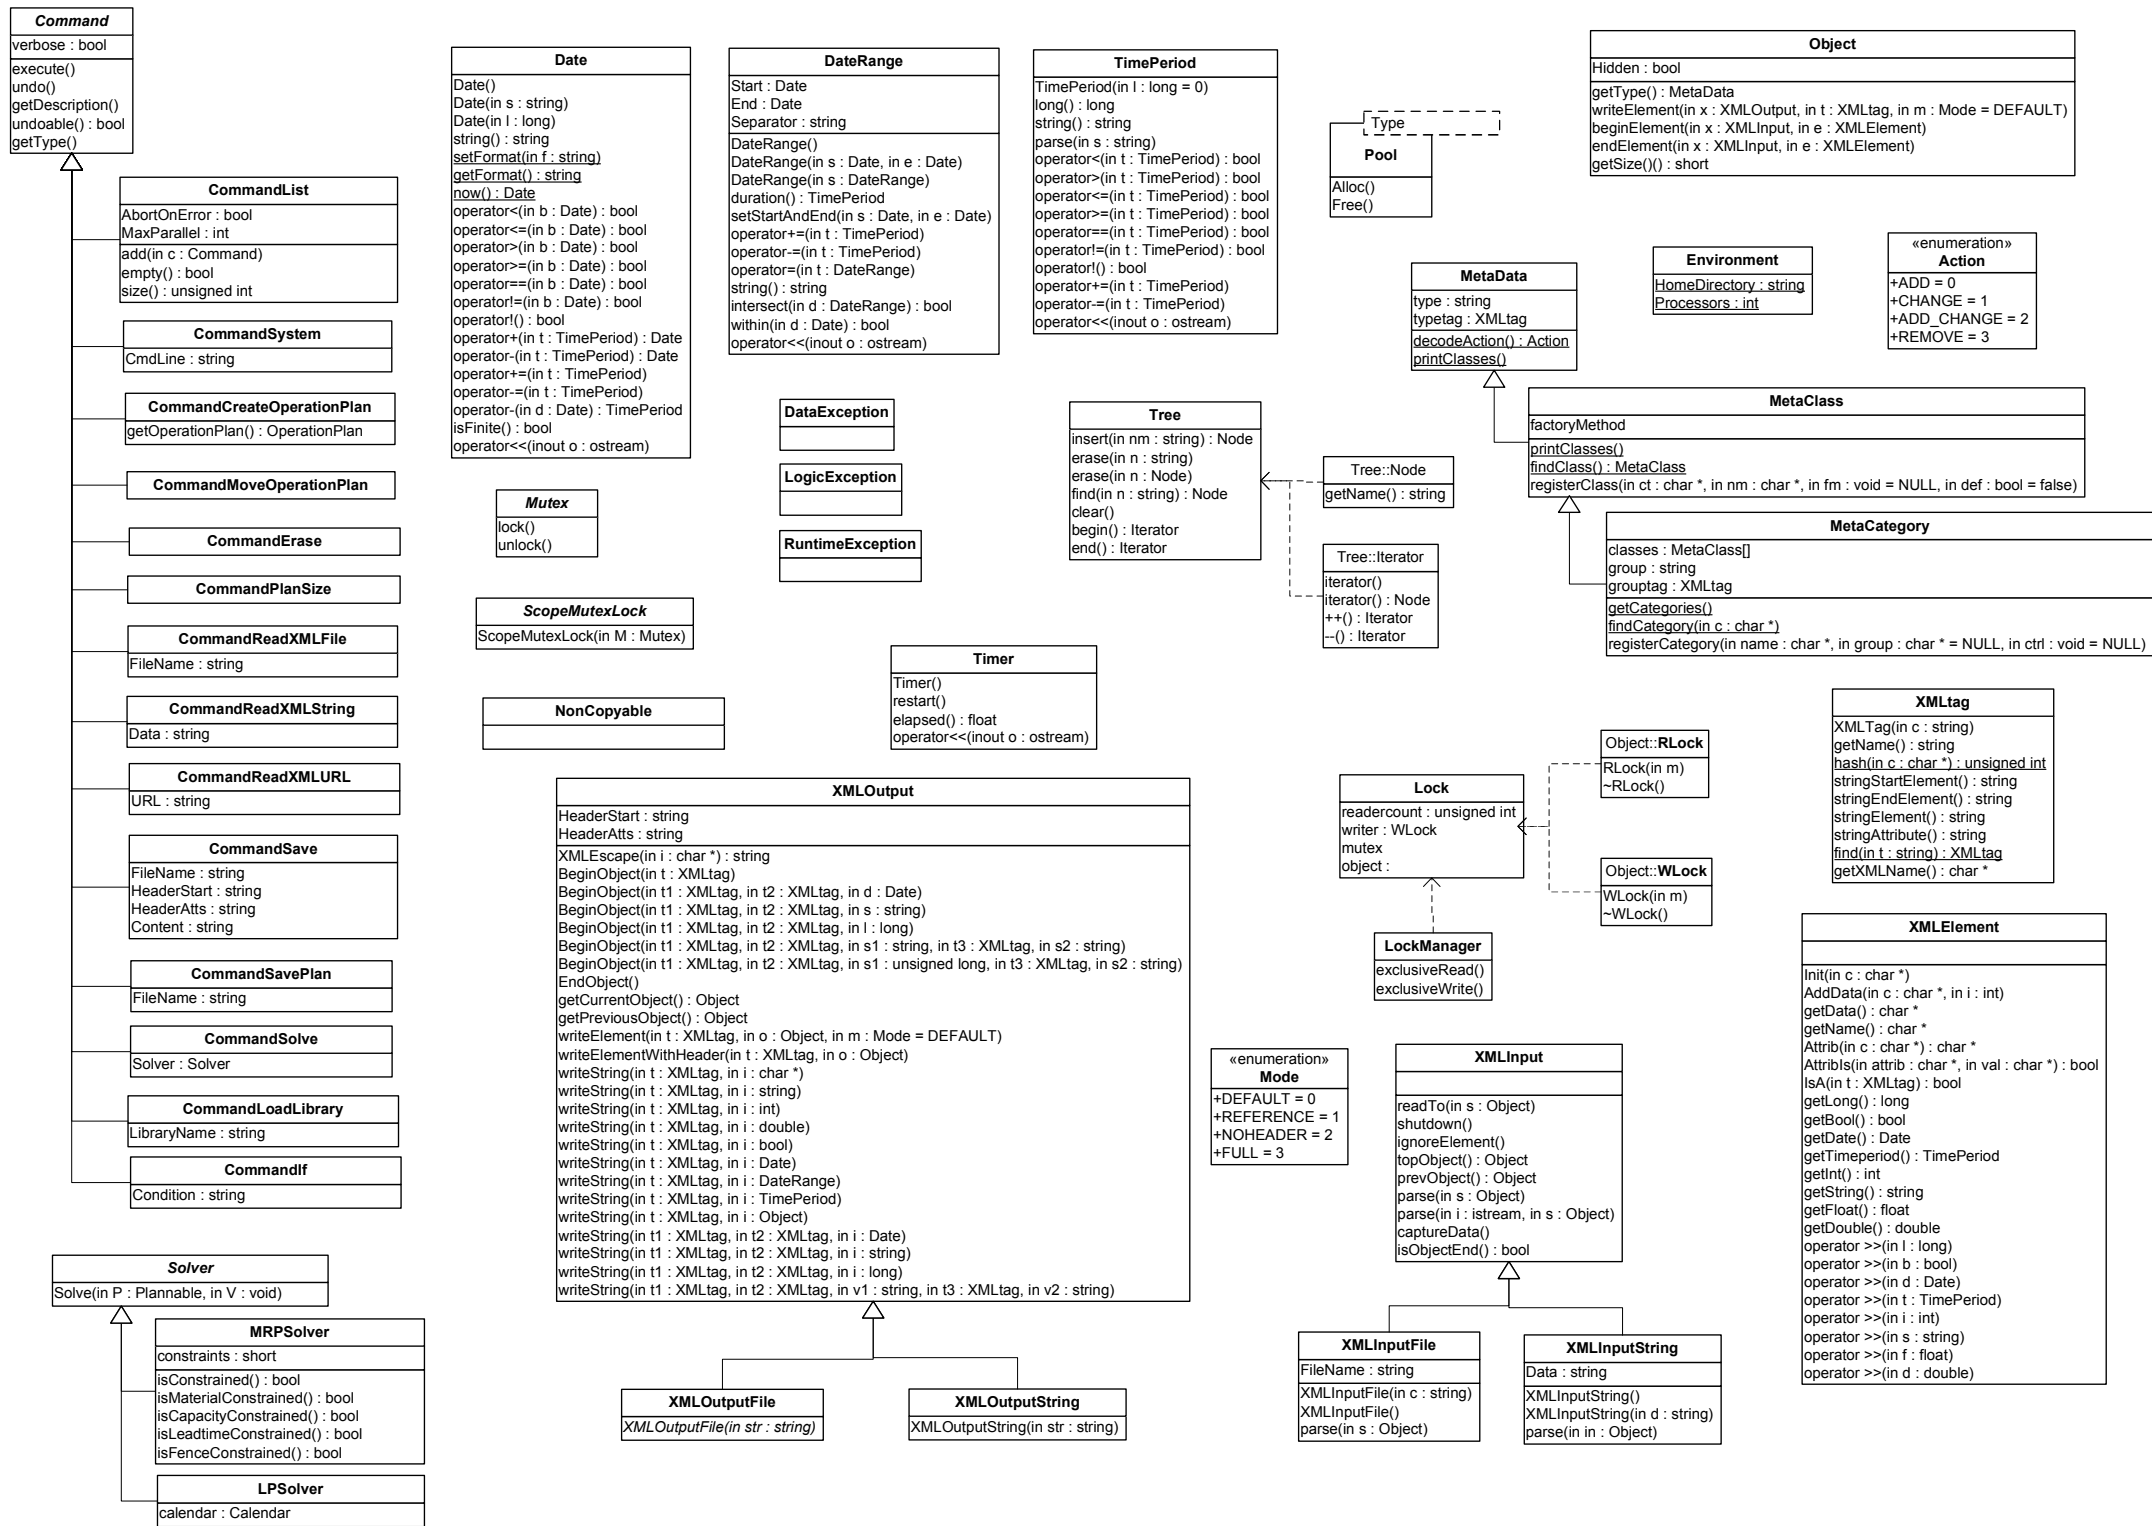 Command
verbose : bool
execute()
undo()
getDescription()
undoable() : bool
getType()
CommandList
AbortOnError : bool
MaxParallel : int
add(in c : Command)
empty() : bool
size() : unsigned int
CommandSystem
CmdLine : string
CommandCreateOperationPlan
getOperationPlan() : OperationPlan
CommandMoveOperationPlan
CommandErase
CommandPlanSize
CommandReadXMLFile
FileName : string
CommandReadXMLString
Data : string
CommandReadXMLURL
URL : string
CommandSave
FileName : string
HeaderStart : string
HeaderAtts : string
Content : string
CommandSavePlan
FileName : string
CommandSolve
Solver : Solver
CommandLoadLibrary
LibraryName : string
CommandIf
Condition : string
Solver
Solve(in P : Plannable, in V : void)
MRPSolver
constraints : short
isConstrained() : bool
isMaterialConstrained() : bool
isCapacityConstrained() : bool
isLeadtimeConstrained() : bool
isFenceConstrained() : bool
LPSolver
calendar : Calendar
Date
Date()
Date(in s : string)
Date(in l : long)
string() : string
setFormat(in f : string)
getFormat() : string
now() : Date
operator<(in b : Date) : bool
operator<=(in b : Date) : bool
operator>(in b : Date) : bool
operator>=(in b : Date) : bool
operator==(in b : Date) : bool
operator!=(in b : Date) : bool
operator!() : bool
operator+(in t : TimePeriod) : Date
operator-(in t : TimePeriod) : Date
operator+=(in t : TimePeriod)
operator-=(in t : TimePeriod)
operator-(in d : Date) : TimePeriod
isFinite() : bool
operator<<(inout o : ostream)
Mutex
lock()
unlock()
ScopeMutexLock
ScopeMutexLock(in M : Mutex)
NonCopyable
DateRange
Start : Date
End : Date
Separator : string
DateRange()
DateRange(in s : Date, in e : Date)
DateRange(in s : DateRange)
duration() : TimePeriod
setStartAndEnd(in s : Date, in e : Date)
operator+=(in t : TimePeriod)
operator-=(in t : TimePeriod)
operator=(in t : DateRange)
string() : string
intersect(in d : DateRange) : bool
within(in d : Date) : bool
operator<<(inout o : ostream)
DataException
LogicException
RuntimeException
Timer
Timer()
restart()
elapsed() : float
operator<<(inout o : ostream)
XMLOutput
HeaderStart : string
HeaderAtts : string
XMLEscape(in i : char *) : string
BeginObject(in t : XMLtag)
BeginObject(in t1 : XMLtag, in t2 : XMLtag, in d : Date)
BeginObject(in t1 : XMLtag, in t2 : XMLtag, in s : string)
BeginObject(in t1 : XMLtag, in t2 : XMLtag, in l : long)
BeginObject(in t1 : XMLtag, in t2 : XMLtag, in s1 : string, in t3 : XMLtag, in s2 : string)
BeginObject(in t1 : XMLtag, in t2 : XMLtag, in s1 : unsigned long, in t3 : XMLtag, in s2 : string)
EndObject()
getCurrentObject() : Object
getPreviousObject() : Object
writeElement(in t : XMLtag, in o : Object, in m : Mode = DEFAULT)
writeElementWithHeader(in t : XMLtag, in o : Object)
writeString(in t : XMLtag, in i : char *)
writeString(in t : XMLtag, in i : string)
writeString(in t : XMLtag, in i : int)
writeString(in t : XMLtag, in i : double)
writeString(in t : XMLtag, in i : bool)
writeString(in t : XMLtag, in i : Date)
writeString(in t : XMLtag, in i : DateRange)
writeString(in t : XMLtag, in i : TimePeriod)
writeString(in t : XMLtag, in i : Object)
writeString(in t1 : XMLtag, in t2 : XMLtag, in i : Date)
writeString(in t1 : XMLtag, in t2 : XMLtag, in i : string)
writeString(in t1 : XMLtag, in t2 : XMLtag, in i : long)
writeString(in t1 : XMLtag, in t2 : XMLtag, in v1 : string, in t3 : XMLtag, in v2 : string)
XMLOutputFile
XMLOutputFile(in str : string)
XMLOutputString
XMLOutputString(in str : string)
TimePeriod
TimePeriod(in l : long = 0)
long() : long
string() : string
parse(in s : string)
operator<(in t : TimePeriod) : bool
operator>(in t : TimePeriod) : bool
operator<=(in t : TimePeriod) : bool
operator>=(in t : TimePeriod) : bool
operator==(in t : TimePeriod) : bool
operator!=(in t : TimePeriod) : bool
operator!() : bool
operator+=(in t : TimePeriod)
operator-=(in t : TimePeriod)
operator<<(inout o : ostream)
Type
Pool
Alloc()
Free()
Tree
insert(in nm : string) : Node
erase(in n : string)
erase(in n : Node)
find(in n : string) : Node
clear()
begin() : Iterator
end() : Iterator
Tree::Node
getName() : string
Tree::Iterator
iterator()
iterator() : Node
++() : Iterator
--() : Iterator
Object
Hidden : bool
getType() : MetaData
writeElement(in x : XMLOutput, in t : XMLtag, in m : Mode = DEFAULT)
beginElement(in x : XMLInput, in e : XMLElement)
endElement(in x : XMLInput, in e : XMLElement)
getSize()() : short
Environment
HomeDirectory : string
Processors : int
«enumeration»
Action
+ADD = 0
+CHANGE = 1
+ADD_CHANGE = 2
+REMOVE = 3
MetaData
type : string
typetag : XMLtag
decodeAction() : Action
printClasses()
MetaClass
factoryMethod
printClasses()
findClass() : MetaClass
registerClass(in ct : char *, in nm : char *, in fm : void = NULL, in def : bool = false)
MetaCategory
classes : MetaClass[]
group : string
grouptag : XMLtag
getCategories()
findCategory(in c : char *)
registerCategory(in name : char *, in group : char * = NULL, in ctrl : void = NULL)
Lock
readercount : unsigned int
writer : WLock
mutex
object :
Object::RLock
RLock(in m)
~RLock()
Object::WLock
WLock(in m)
~WLock()
LockManager
exclusiveRead()
exclusiveWrite()
XMLtag
XMLTag(in c : string)
getName() : string
hash(in c : char *) : unsigned int
stringStartElement() : string
stringEndElement() : string
stringElement() : string
stringAttribute() : string
find(in t : string) : XMLtag
getXMLName() : char *
«enumeration»
Mode
+DEFAULT = 0
+REFERENCE = 1
+NOHEADER = 2
+FULL = 3
XMLInput
readTo(in s : Object)
shutdown()
ignoreElement()
topObject() : Object
prevObject() : Object
parse(in s : Object)
parse(in i : istream, in s : Object)
captureData()
isObjectEnd() : bool
XMLInputFile
FileName : string
XMLInputFile(in c : string)
XMLInputFile()
parse(in s : Object)
XMLInputString
Data : string
XMLInputString()
XMLInputString(in d : string)
parse(in in : Object)
XMLElement
Init(in c : char *)
AddData(in c : char *, in i : int)
getData() : char *
getName() : char *
Attrib(in c : char *) : char *
AttribIs(in attrib : char *, in val : char *) : bool
IsA(in t : XMLtag) : bool
getLong() : long
getBool() : bool
getDate() : Date
getTimeperiod() : TimePeriod
getInt() : int
getString() : string
getFloat() : float
getDouble() : double
operator >>(in l : long)
operator >>(in b : bool)
operator >>(in d : Date)
operator >>(in t : TimePeriod)
operator >>(in i : int)
operator >>(in s : string)
operator >>(in f : float)
operator >>(in d : double)